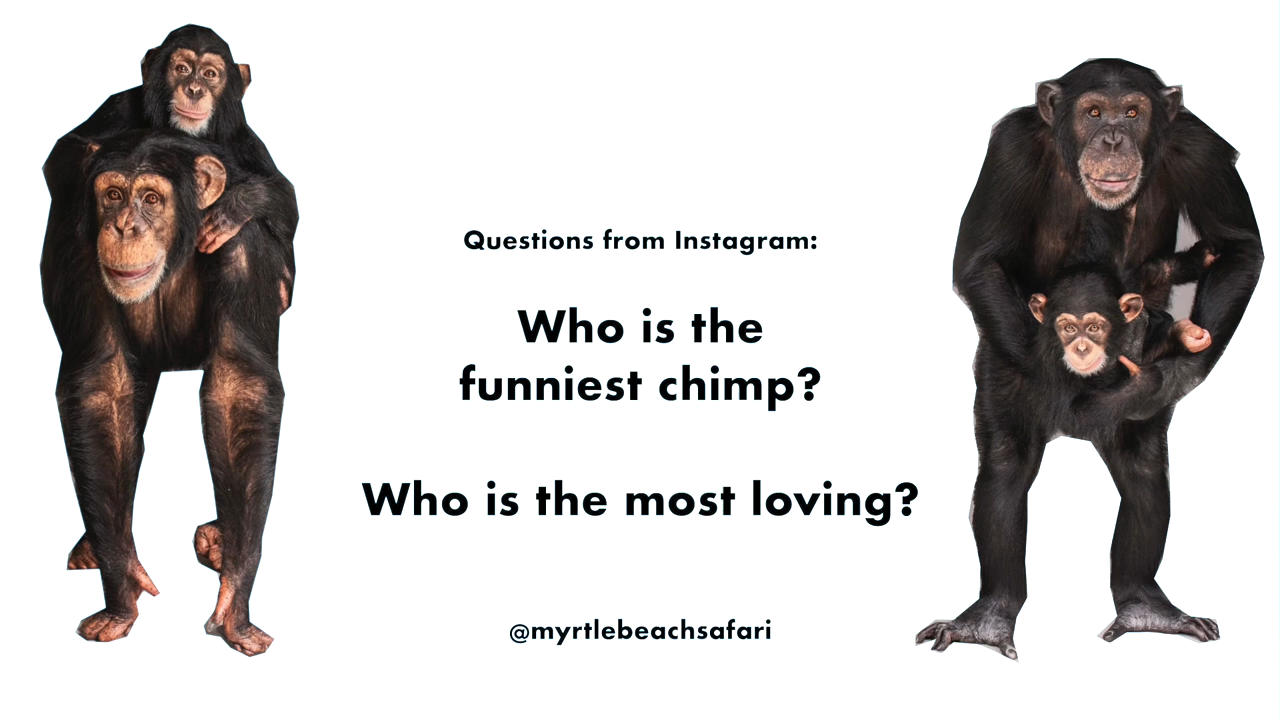 Questions from Instagram:
Who is the
funniest chimp?
Who is the most loving?
@myrtlebeachsafari